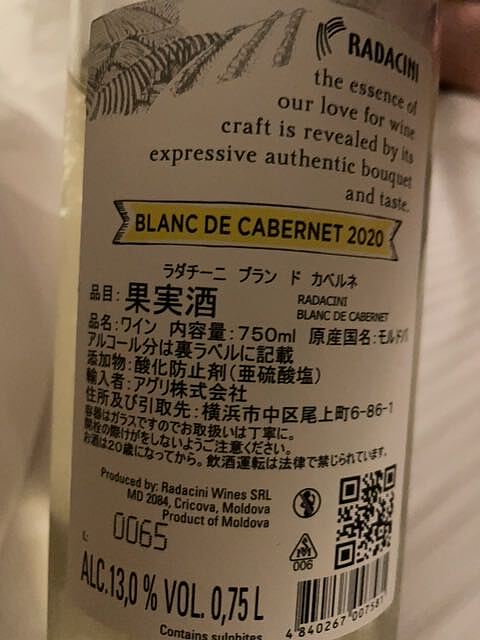 RADACINI
the essence of
our love for wine
craft is revealed by its
expressive authentic bouquet
and taste.
BLANC DE CABERNET 2020
ラダチーニ ブラン ド カベルネ
品目：果実酒
RADACINI
BLANC DE CABERNET
品名：ワイン 内容量：750ml 原産国名：モルドバ
アルコール分は裏ラベルに記載
添加物：酸化防止剤（亜硫酸塩）
輸入者：アグリ株式会社
住所及び引取先：横浜市中区尾上町6-86-1
容器はガラスですのでお取扱いは丁寧に。
開栓の際けがをしないようご注意ください。
お酒は20歳になってから。飲酒運転は法律で禁じられています。
Produced by: Radacini Wines SRL
MD 2084, Cricova, Moldova
Product of Moldova
L:
0065
006
ALC.13,0 % VOL. 0,75 L
4 840267 007581
Contains sulphites